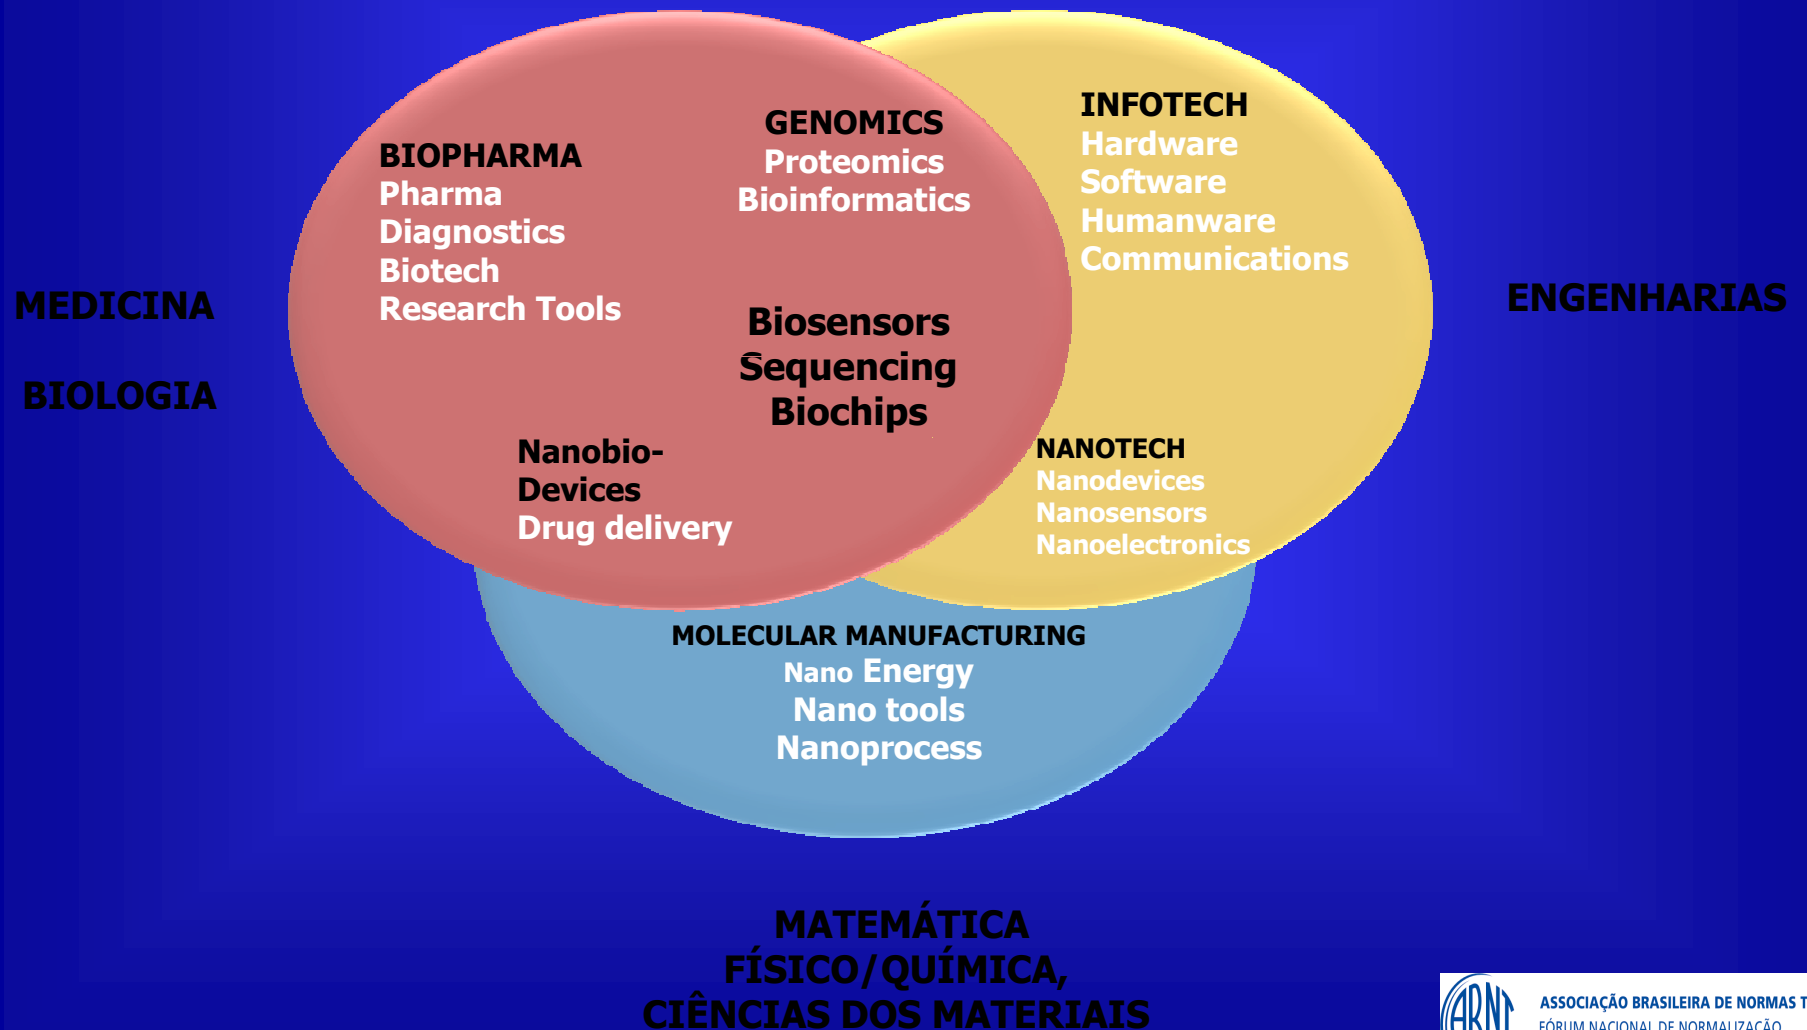 BIOPHARMA
Pharma
Diagnostics
Biotech
Research Tools
GENOMICS
Proteomics
Bioinformatics
INFOTECH
Hardware
Software
Humanware
Communications
MEDICINA
BIOLOGIA
ENGENHARIAS
Biosensors
Sequencing
Biochips
Nanobio-
Devices
Drug delivery
NANOTECH
Nanodevices
Nanosensors
Nanoelectronics
MOLECULAR MANUFACTURING
Nano Energy
Nano tools
Nanoprocess
MATEMÁTICA
FÍSICO/QUÍMICA,
CIÊNCIAS DOS MATERIAIS
ABNT
ASSOCIAÇÃO BRASILEIRA DE NORMAS T
FÓRUM NACIONAL DE NORMALIZAÇÃO